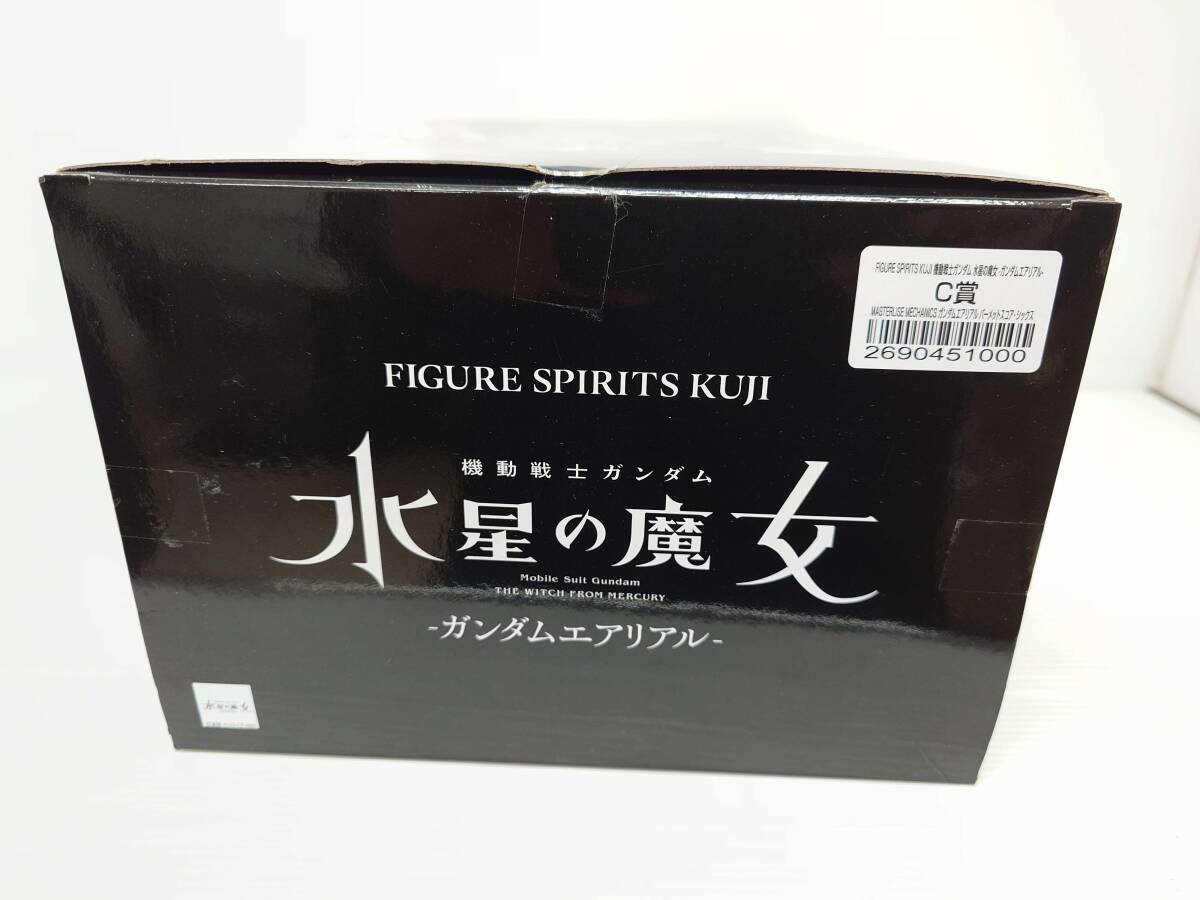 FIGURE SPIRITS KUJI 機動戦士ガンダム 水星の魔女 -ガンダムエアリアル-
C賞
MASTERLISE MECHANICS ガンダムエアリアル パーメットスコア・シックス
2690451000
FIGURE SPIRITS KUJI
機動戦士ガンダム
水星の魔女
Mobile Suit Gundam
THE WITCH FROM MERCURY
-ガンダムエアリアル-